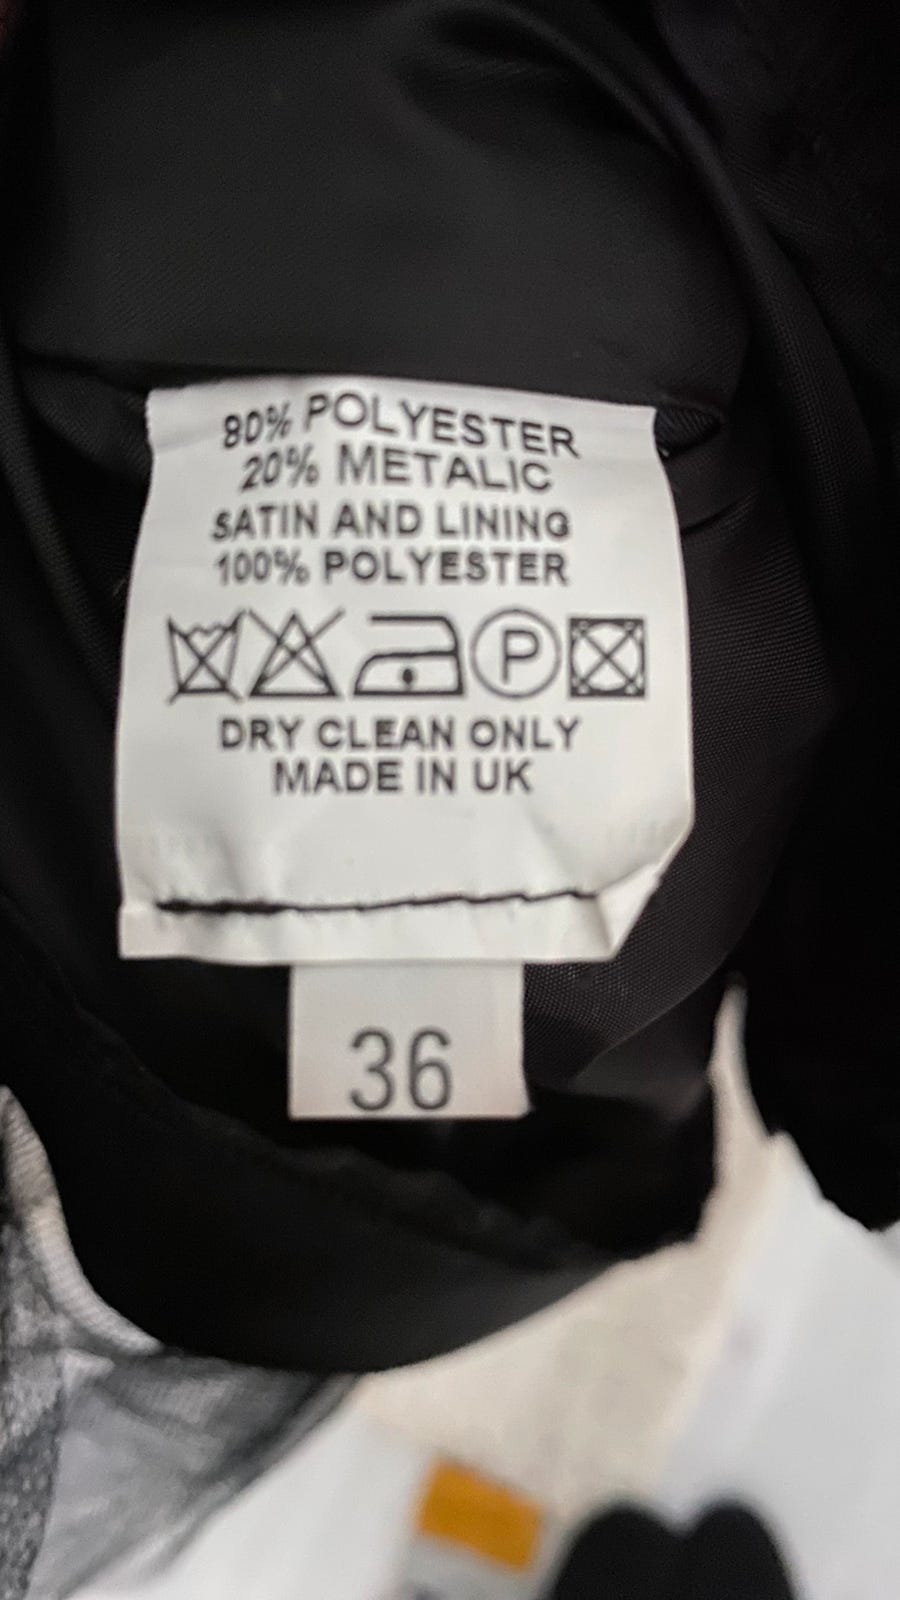 80% POLYESTER
20% METALIC
SATIN AND LINING
100% POLYESTER
P
DRY CLEAN ONLY
MADE IN UK
36